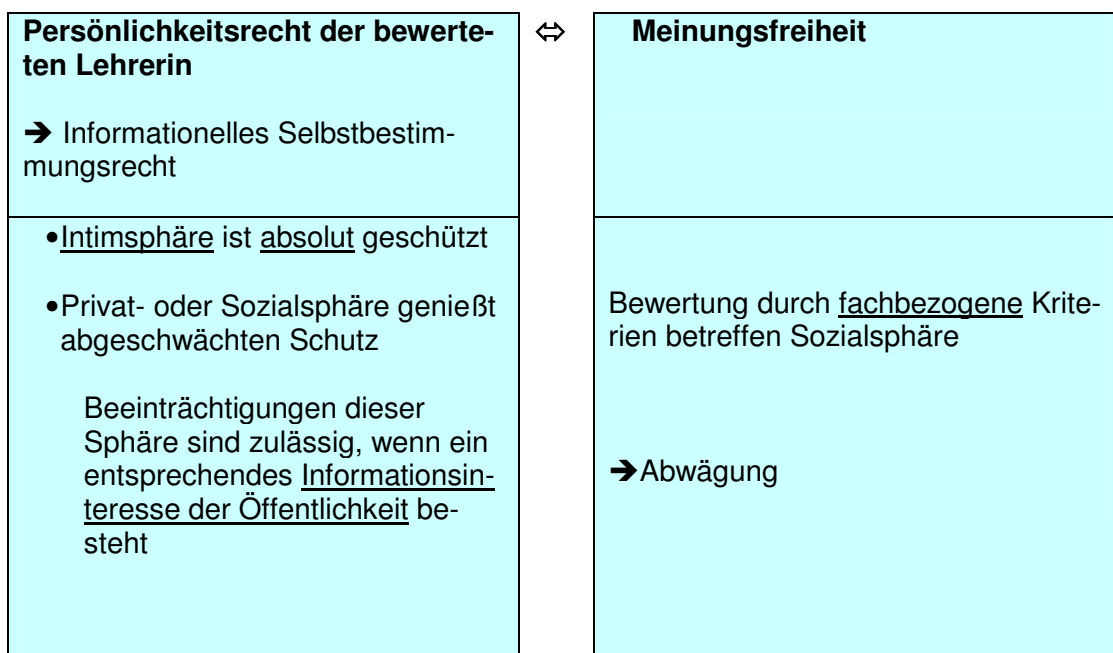 Persönlichkeitsrecht der bewerte-
ten Lehrerin
➔ Informationelles Selbstbestim-
mungsrecht
⇔
Meinungsfreiheit
•Intimsphäre ist absolut geschützt
•Privat- oder Sozialsphäre genießt
abgeschwächten Schutz
Beeinträchtigungen dieser
Sphäre sind zulässig, wenn ein
entsprechendes Informationsin-
teresse der Öffentlichkeit be-
steht
Bewertung durch fachbezogene Krite-
rien betreffen Sozialsphäre
➔Abwägung